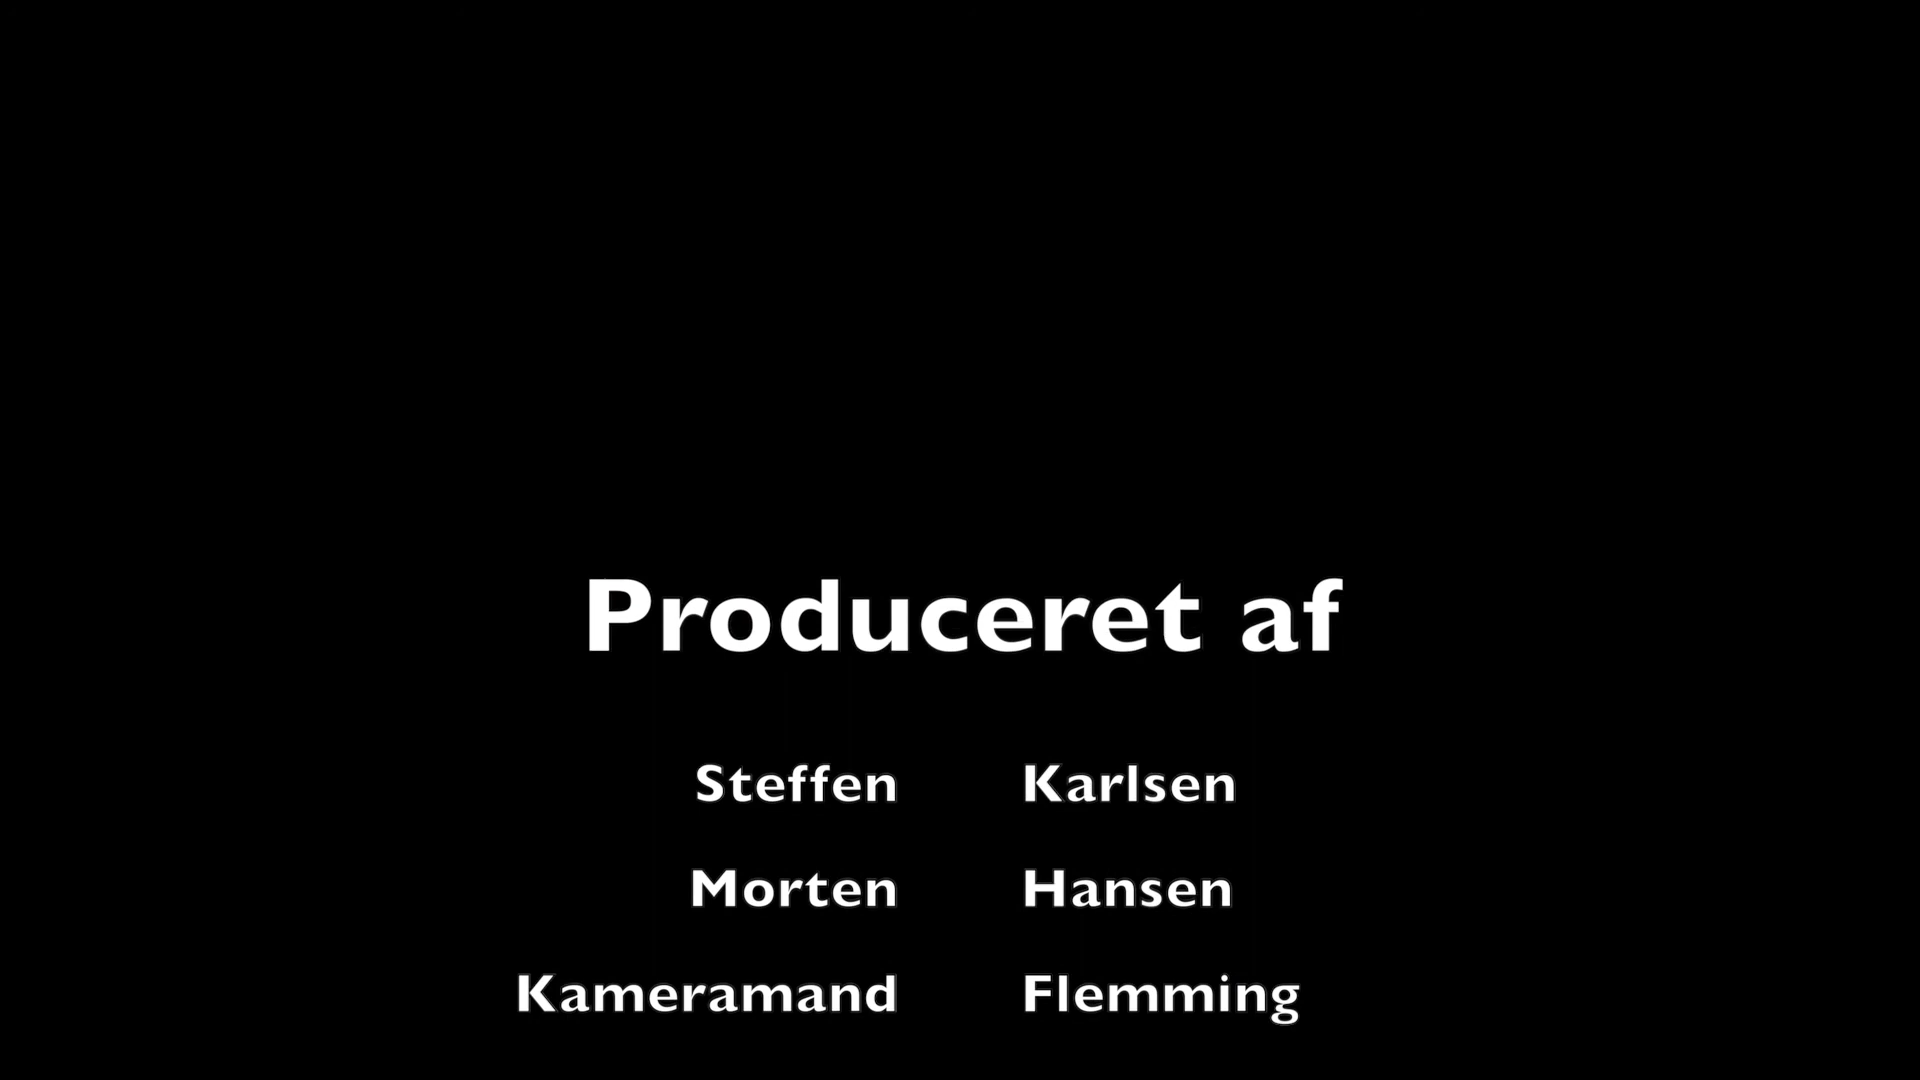 Produceret af
Steffen Karlsen
Morten Hansen
Kameramand Flemming